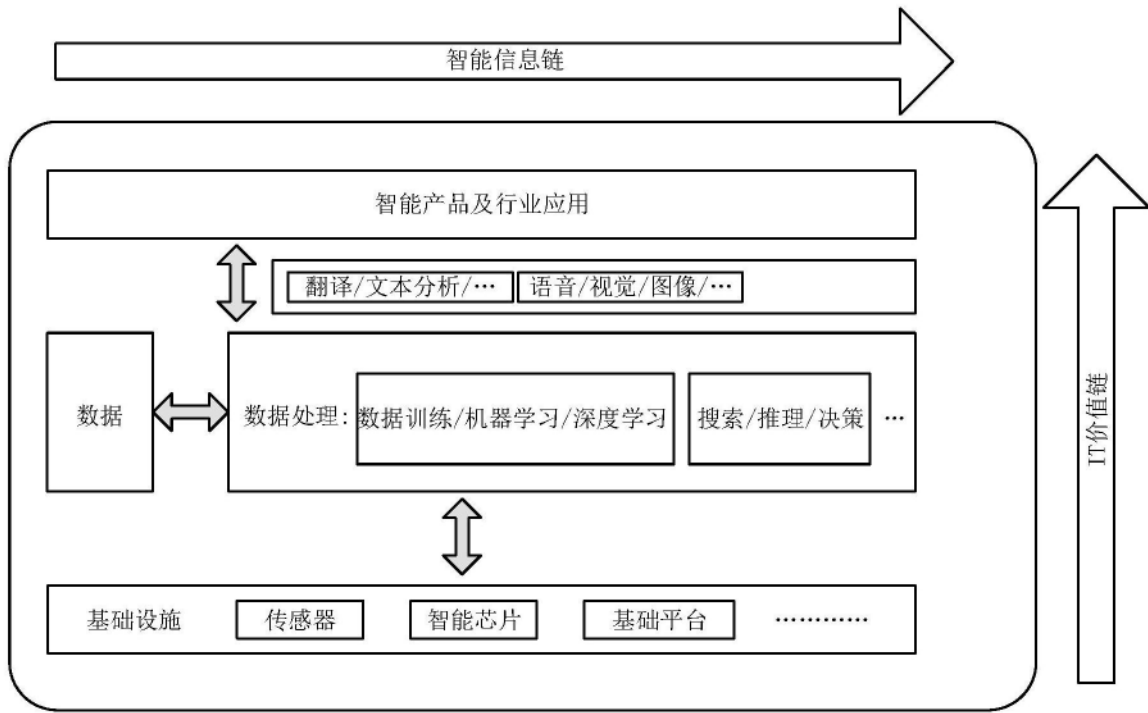 智能信息链
智能产品及行业应用
翻译/文本分析/… 语音/视觉/图像/…
数据 数据处理: 数据训练/机器学习/深度学习 搜索/推理/决策 …
基础设施 传感器 智能芯片 基础平台 …………
IT价值链